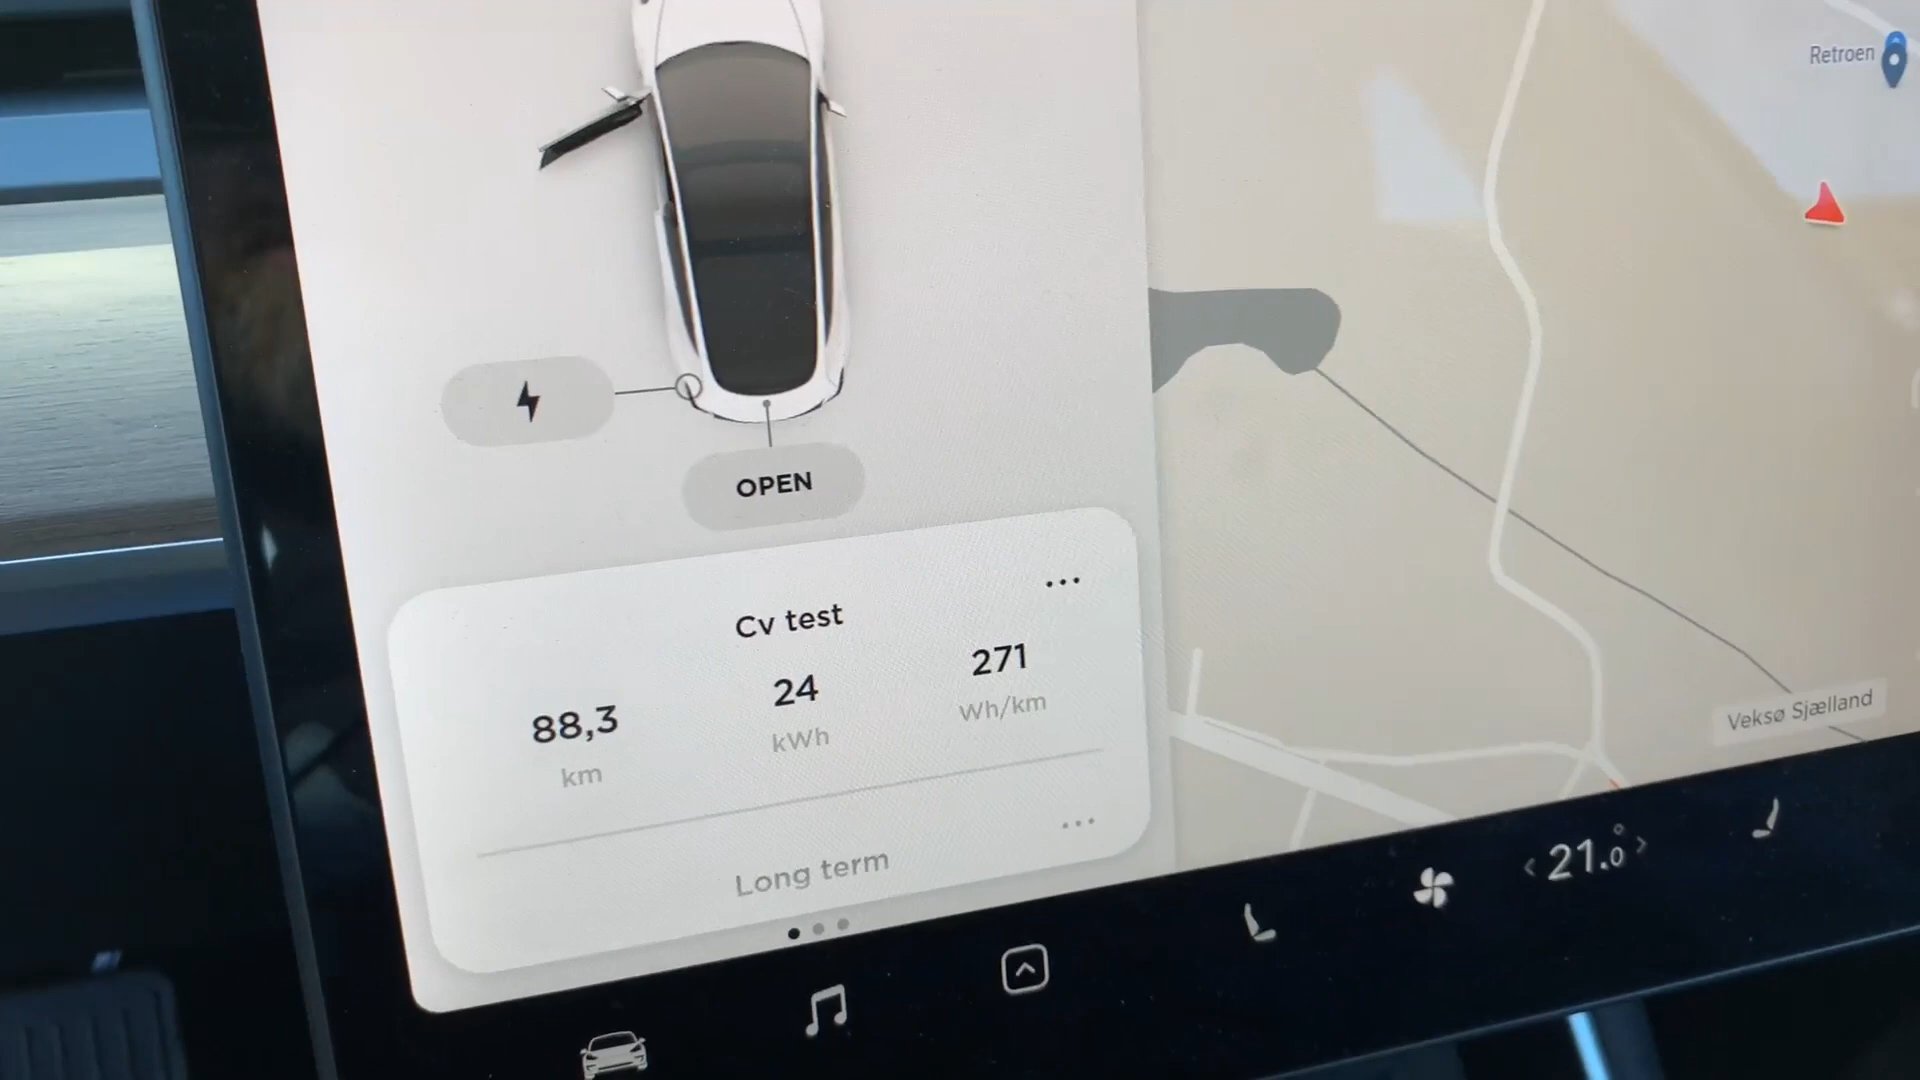 Retroen
OPEN
Cv test
...
88,3
km
24
kWh
271
Wh/km
Long term
...
Veksø Sjælland
21.0°